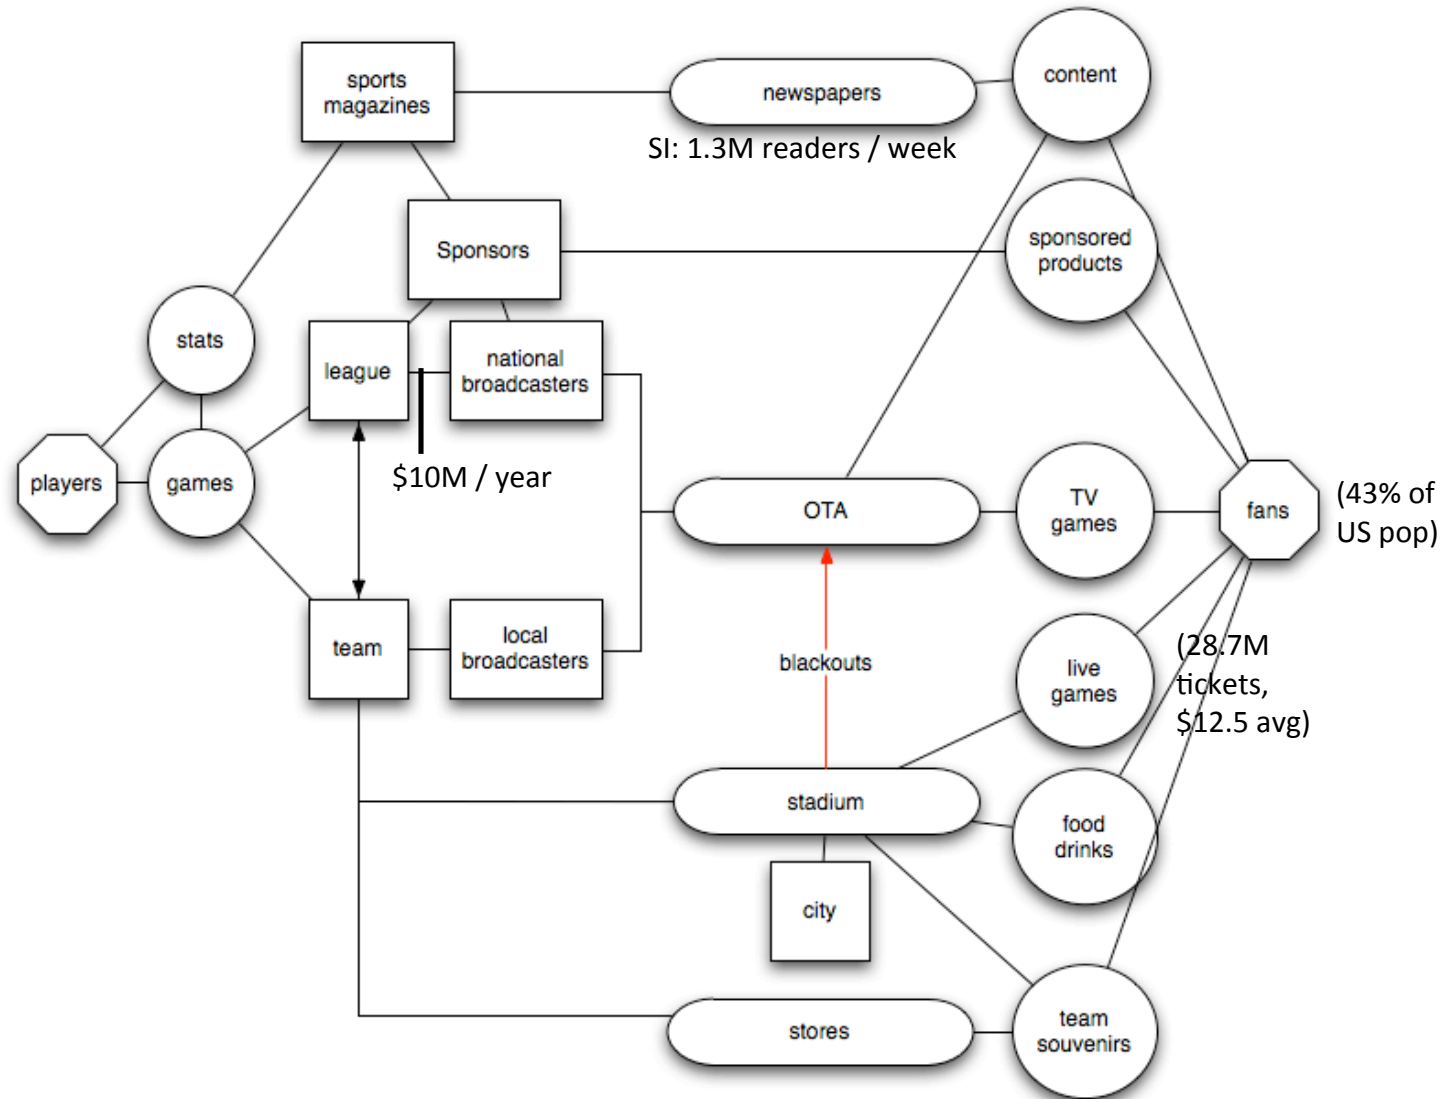 sports
magazines
newspapers
content
SI: 1.3M readers / week
Sponsors
sponsored
products
stats
league
national
broadcasters
players
games
$10M / year
OTA
TV
games
fans
(43% of
US pop)
team
local
broadcasters
blackouts
live
games
(28.7M
tickets,
$12.5 avg)
stadium
food
drinks
city
stores
team
souvenirs